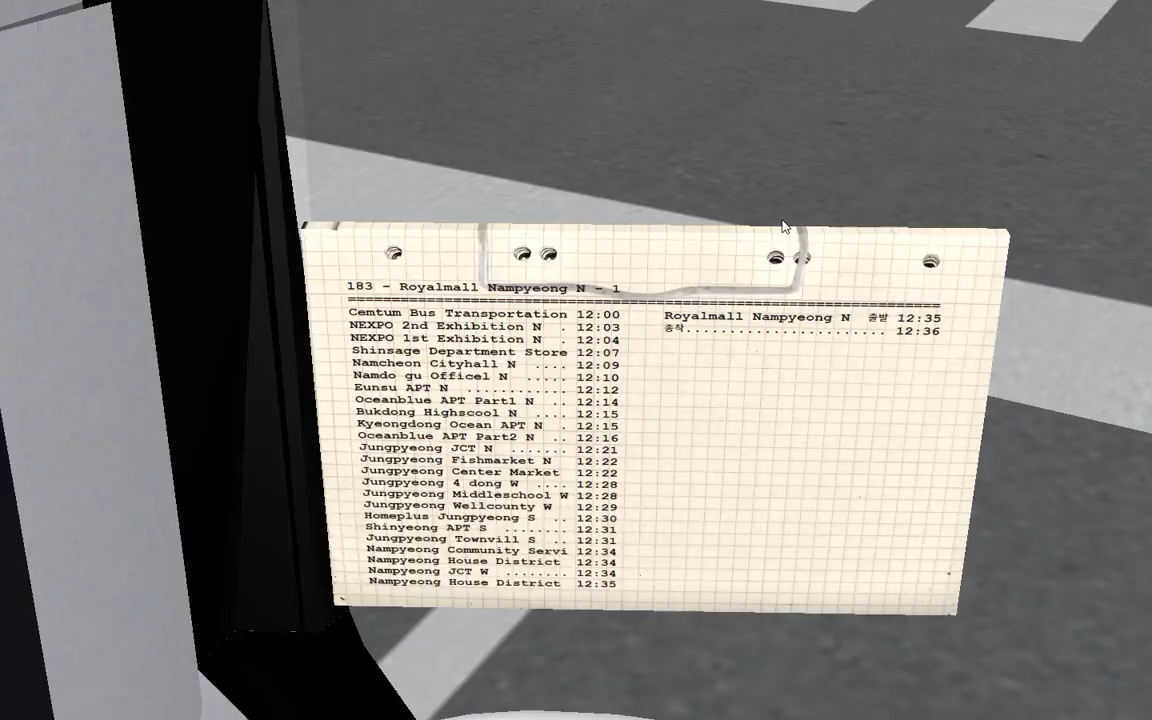 183 - Royalmall Nampyeong N - 1
Cemtum Bus Transportation 12:00
NEXPO 2nd Exhibition N . 12:03
NEXPO 1st Exhibition N . 12:04
Shinsage Department Store 12:07
Namcheon Cityhall N .... 12:09
Namdo gu Officel N ..... 12:10
Eunsu APT N ............ 12:12
Oceanblue APT Part1 N .. 12:14
Bukdong Highscool N .... 12:15
Kyeongdong Ocean APT N . 12:15
Oceanblue APT Part2 N .. 12:16
Jungpyeong JCT N ....... 12:21
Jungpyeong Fishmarket N 12:22
Jungpyeong Center Market 12:22
Jungpyeong 4 dong W .... 12:28
Jungpyeong Middleschool W 12:28
Jungpyeong Wellcounty W 12:29
Homeplus Jungpyeong S .. 12:30
Shinyeong APT S ........ 12:31
Jungpyeong Townvill S .. 12:31
Nampyeong Community Servi 12:34
Nampyeong House District 12:34
Nampyeong JCT W ........ 12:34
Nampyeong House District 12:35
Royalmall Nampyeong N 출발 12:35
종착........................ 12:36